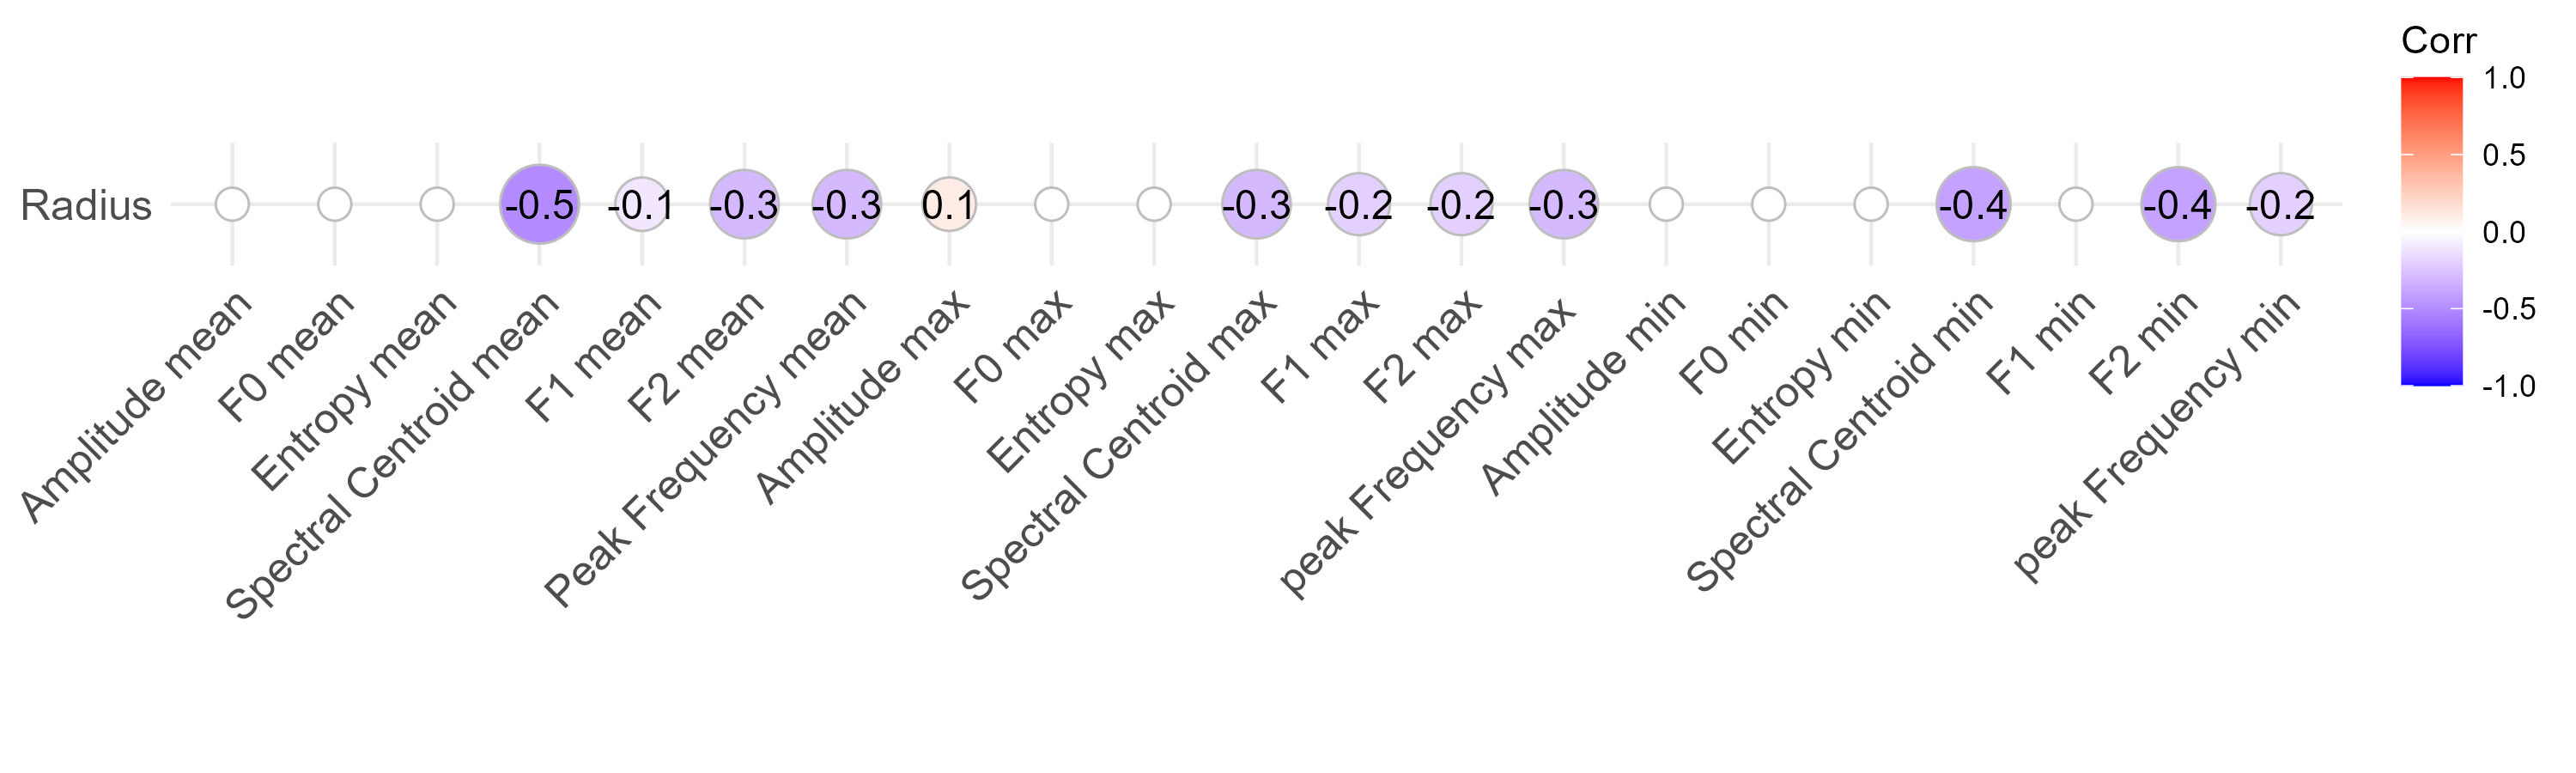 Corr
1.0
0.5
0.0
-0.5
-1.0
Radius
-0.5
-0.1
-0.3
-0.3
0.1
-0.3
-0.2
-0.2
-0.3
-0.4
-0.4
-0.2
Amplitude mean
F0 mean
Entropy mean
Spectral Centroid mean
F1 mean
F2 mean
Peak Frequency mean
Amplitude max
F0 max
Entropy max
Spectral Centroid max
F1 max
F2 max
peak Frequency max
Amplitude min
F0 min
Entropy min
Spectral Centroid min
F1 min
F2 min
peak Frequency min